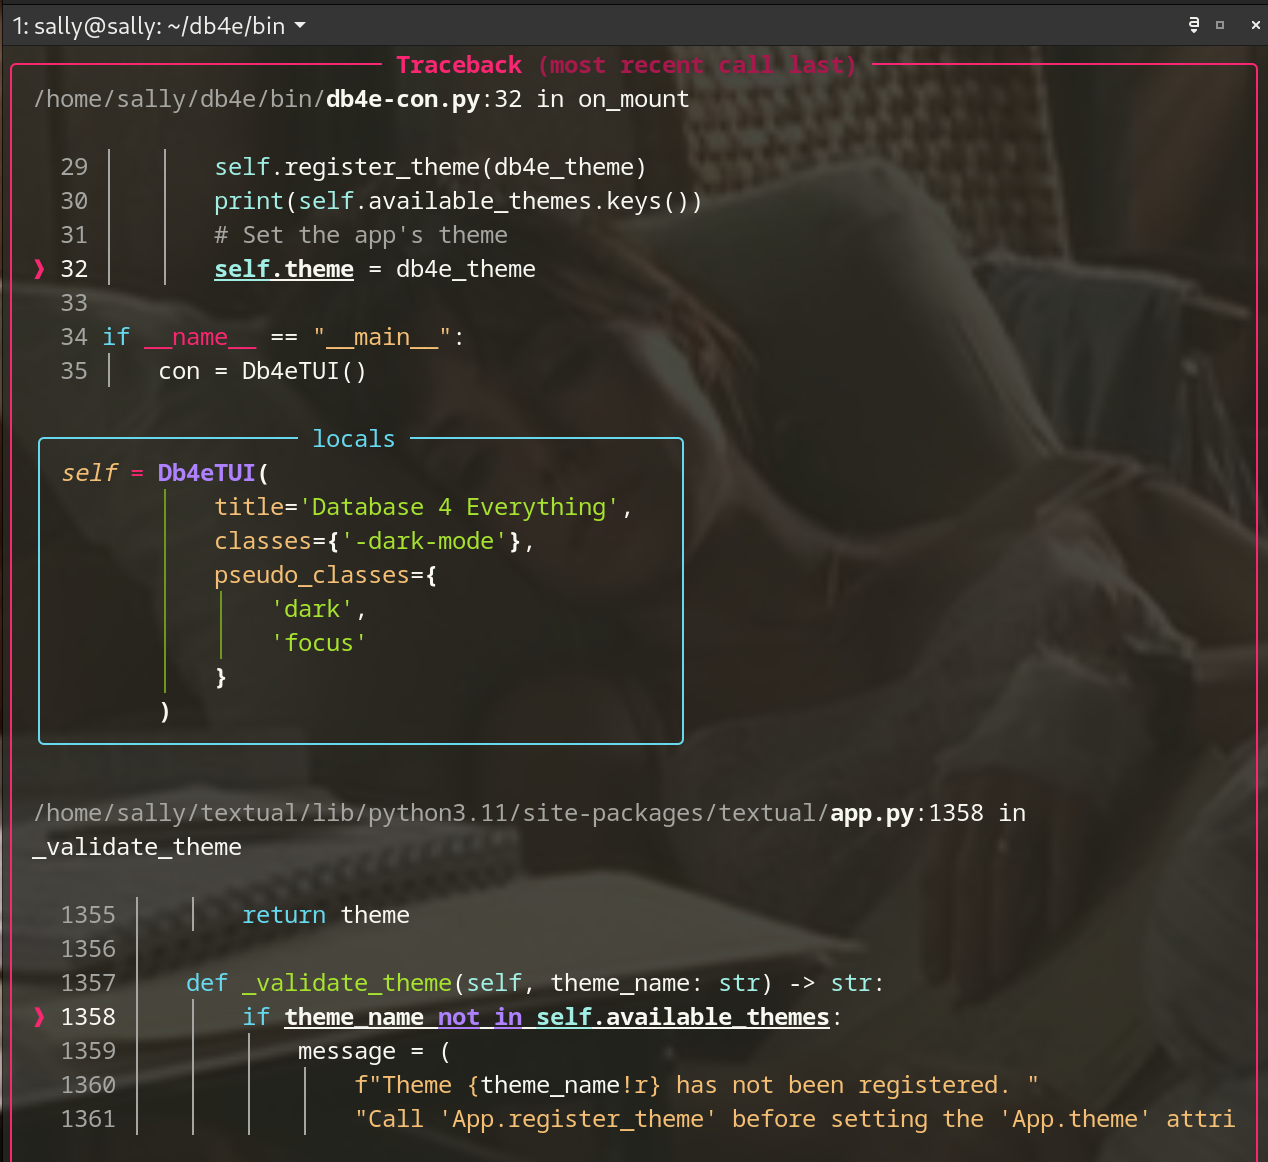 1: sally@sally: ~/db4e/bin
Traceback (most recent call last)
/home/sally/db4e/bin/db4e-con.py:32 in on_mount
29 self.register_theme(db4e_theme)
30 print(self.available_themes.keys())
31 # Set the app's theme
❱ 32 self.theme = db4e_theme
33
34 if __name__ == "__main__":
35 con = Db4eTUI()
locals
self = Db4eTUI(
title='Database 4 Everything',
classes={'-dark-mode'},
pseudo_classes={
'dark',
'focus'
}
)
/home/sally/textual/lib/python3.11/site-packages/textual/app.py:1358 in
_validate_theme
1355 return theme
1356
1357 def _validate_theme(self, theme_name: str) -> str:
❱ 1358 if theme_name not in self.available_themes:
1359 message = (
1360 f"Theme {theme_name!r} has not been registered. "
1361 "Call 'App.register_theme' before setting the 'App.theme' attri